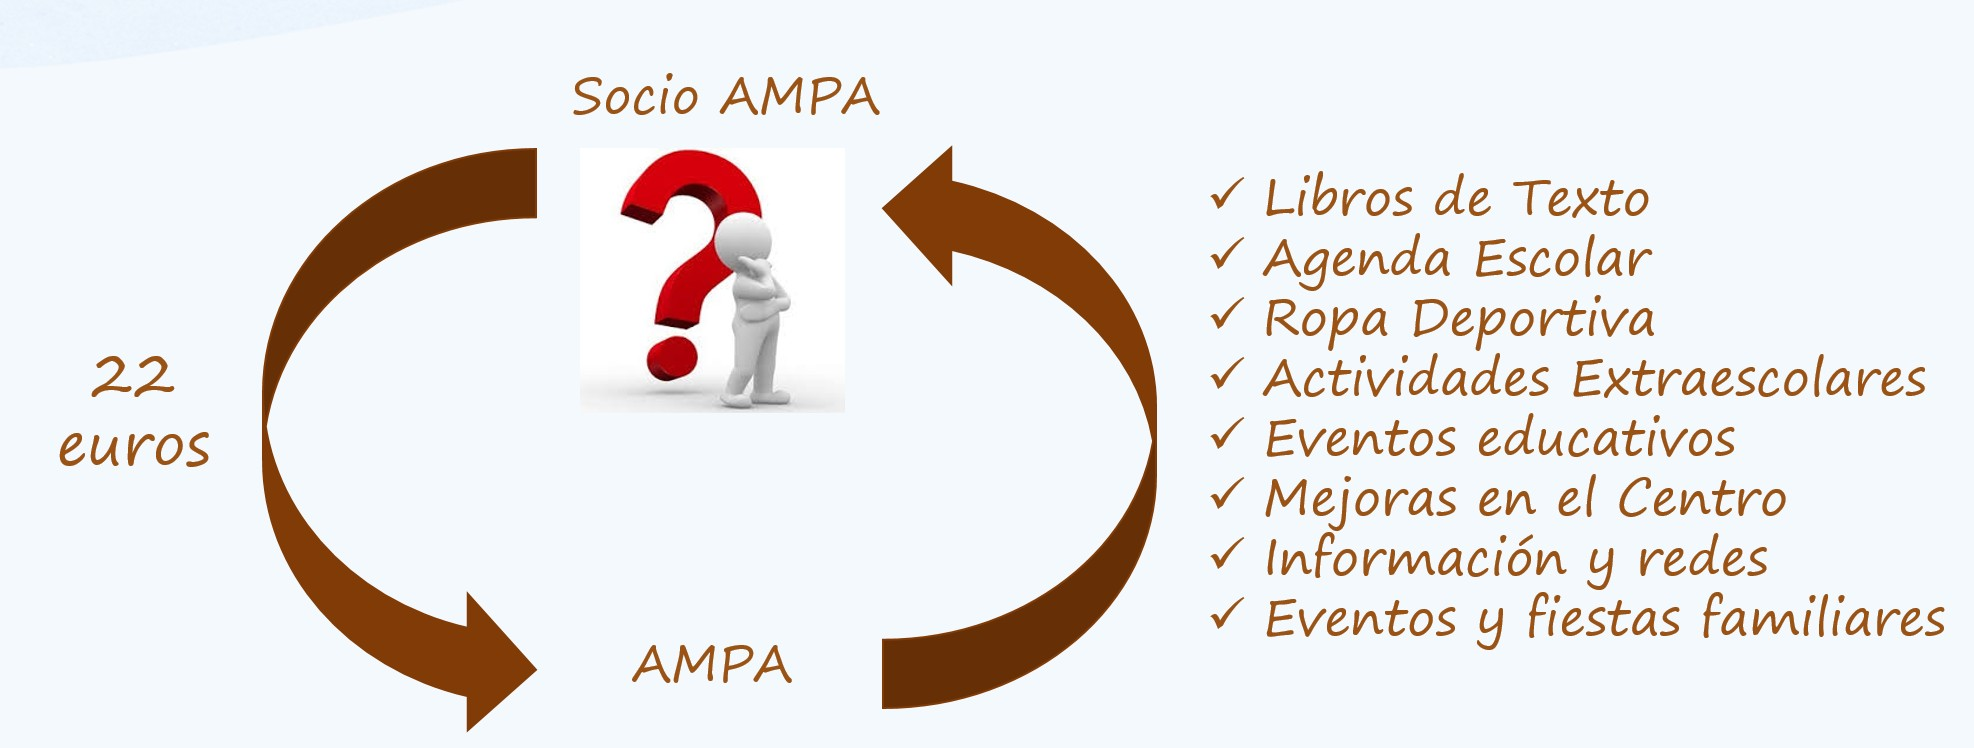 Socio AMPA
22
euros
AMPA
✓ Libros de Texto
✓ Agenda Escolar
✓ Ropa Deportiva
✓ Actividades Extraescolares
✓ Eventos educativos
✓ Mejoras en el Centro
✓ Información y redes
✓ Eventos y fiestas familiares